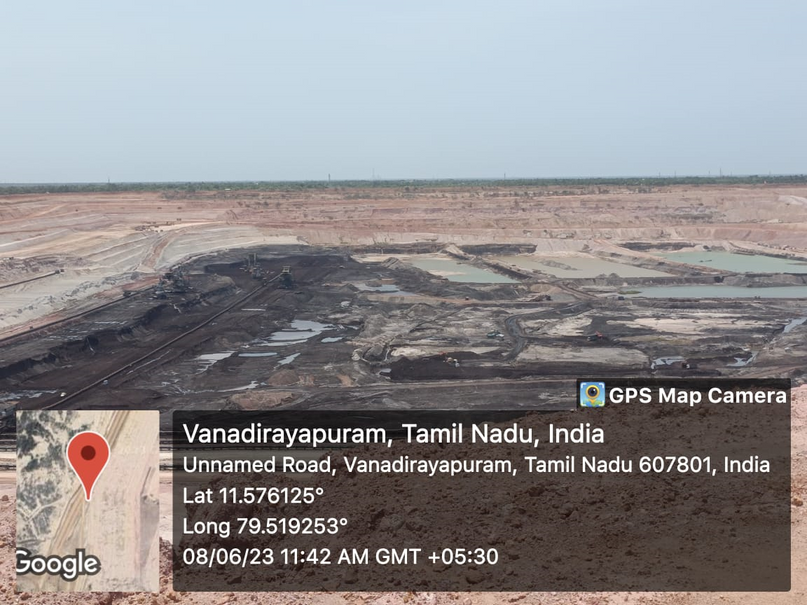 GPS Map Camera
Vanadirayapuram, Tamil Nadu, India
Unnamed Road, Vanadirayapuram, Tamil Nadu 607801, India
Lat 11.576125°
Long 79.519253°
08/06/23 11:42 AM GMT +05:30
Google